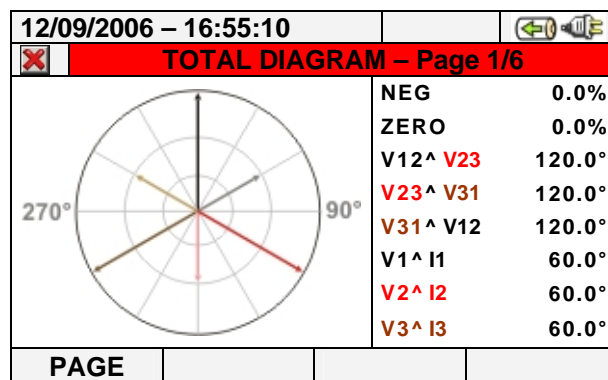 12/09/2006 – 16:55:10
TOTAL DIAGRAM – Page 1/6
270° 90°
NEG 0.0%
ZERO 0.0%
V12^ V23 120.0°
V23^ V31 120.0°
V31^ V12 120.0°
V1^ I1 60.0°
V2^ I2 60.0°
V3^ I3 60.0°
PAGE